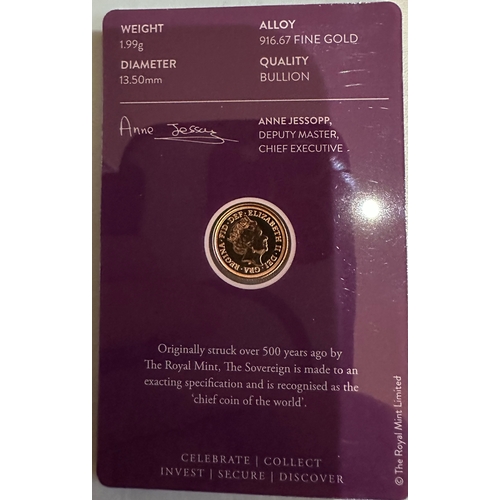 WEIGHT
1.99g
DIAMETER
13.50mm
ALLOY
916.67 FINE GOLD
QUALITY
BULLION
Anne Jessopp
ANNE JESSOPP,
DEPUTY MASTER,
CHIEF EXECUTIVE
ELIZABETH II · DEI · GRA · REGINA · FID · DEF ·
Originally struck over 500 years ago by
The Royal Mint, The Sovereign is made to an
exacting specification and is recognised as the
‘chief coin of the world’.
CELEBRATE | COLLECT
INVEST | SECURE | DISCOVER
© The Royal Mint Limited